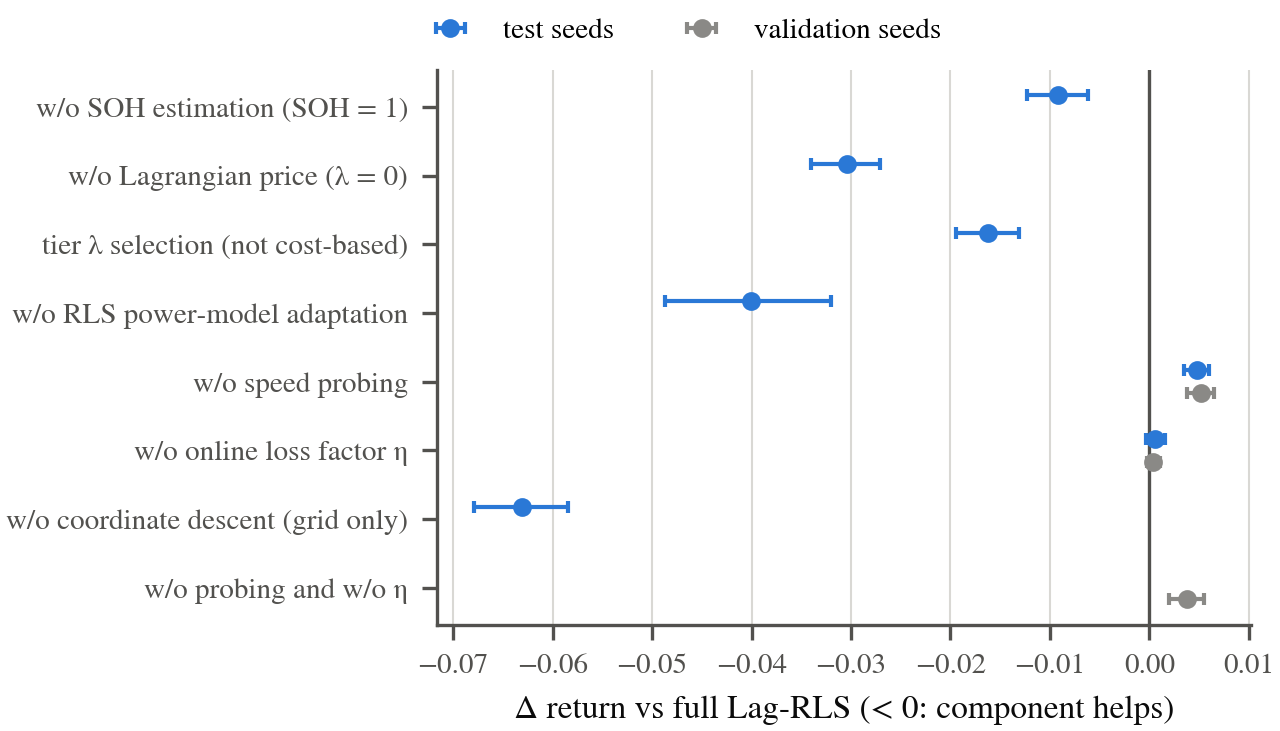 test seeds validation seeds
w/o SOH estimation (SOH = 1)
w/o Lagrangian price (λ = 0)
tier λ selection (not cost-based)
w/o RLS power-model adaptation
w/o speed probing
w/o online loss factor η
w/o coordinate descent (grid only)
w/o probing and w/o η
−0.07 −0.06 −0.05 −0.04 −0.03 −0.02 −0.01 0.00 0.01
Δ return vs full Lag-RLS (< 0: component helps)